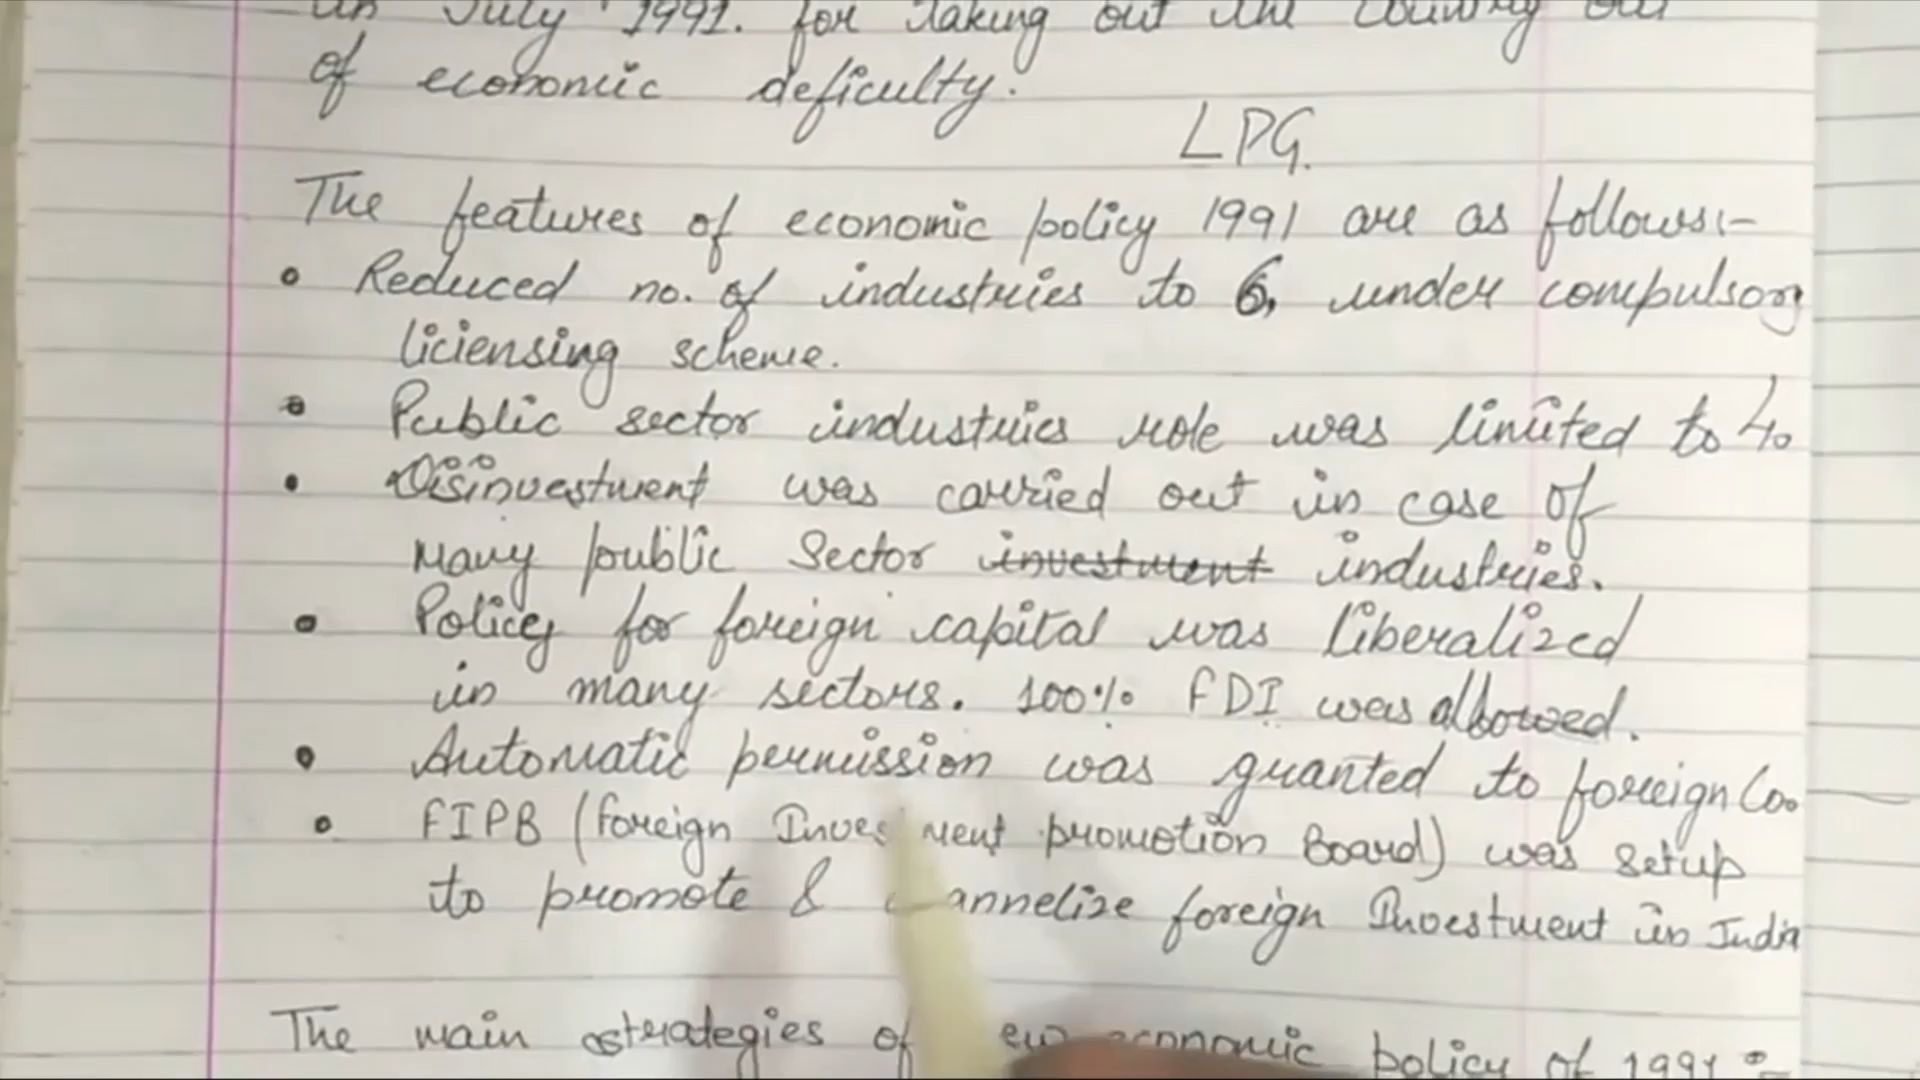 in July 1991. for taking out the country out
of economic deficulty.
LPG.
The features of economic policy 1991 are as follows:-
• Reduced no. of industries to 6, under compulsory
liciensing scheme.
• Public sector industries role was limited to 4.
• Disinvestment was carried out in case of
many public Sector investment industries.
• Policy for foreign capital was liberalized
in many sectors. 100% FDI was allowed.
• Automatic permission was granted to foreign Co.
• FIPB (Foreign Investment promotion Board) was setup
to promote & channelize foreign Investment in India
The main strategies of economic policy of 1991 :-